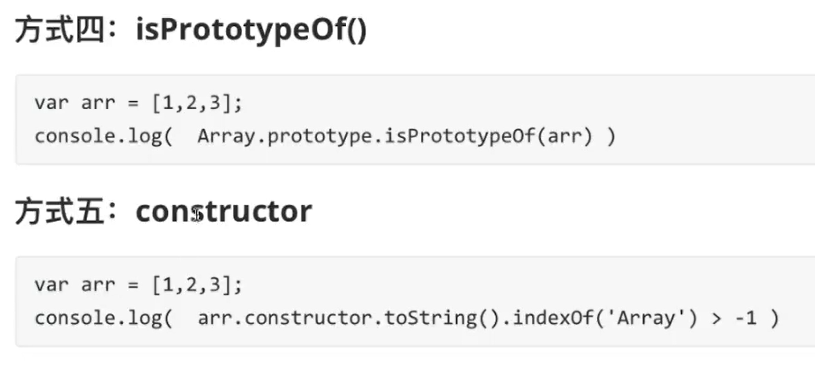 方式四：isPrototypeOf()
var arr = [1,2,3];
console.log(  Array.prototype.isPrototypeOf(arr) )
方式五：constructor
var arr = [1,2,3];
console.log(  arr.constructor.toString().indexOf('Array') > -1 )